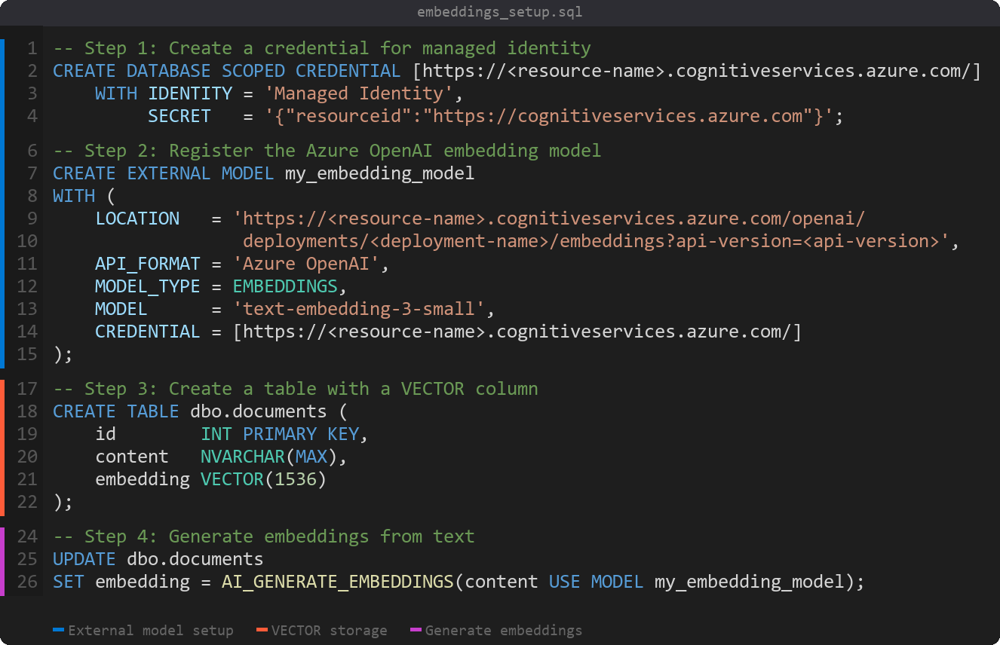 embeddings_setup.sql
1 -- Step 1: Create a credential for managed identity
2 CREATE DATABASE SCOPED CREDENTIAL [https://<resource-name>.cognitiveservices.azure.com/]
3     WITH IDENTITY = 'Managed Identity',
4          SECRET   = '{"resourceid":"https://cognitiveservices.azure.com"}';
6 -- Step 2: Register the Azure OpenAI embedding model
7 CREATE EXTERNAL MODEL my_embedding_model
8 WITH (
9     LOCATION   = 'https://<resource-name>.cognitiveservices.azure.com/openai/
10                  deployments/<deployment-name>/embeddings?api-version=<api-version>',
11    API_FORMAT = 'Azure OpenAI',
12    MODEL_TYPE = EMBEDDINGS,
13    MODEL      = 'text-embedding-3-small',
14    CREDENTIAL = [https://<resource-name>.cognitiveservices.azure.com/]
15 );
17 -- Step 3: Create a table with a VECTOR column
18 CREATE TABLE dbo.documents (
19    id        INT PRIMARY KEY,
20    content   NVARCHAR(MAX),
21    embedding VECTOR(1536)
22 );
24 -- Step 4: Generate embeddings from text
25 UPDATE dbo.documents
26 SET embedding = AI_GENERATE_EMBEDDINGS(content USE MODEL my_embedding_model);
External model setup VECTOR storage Generate embeddings